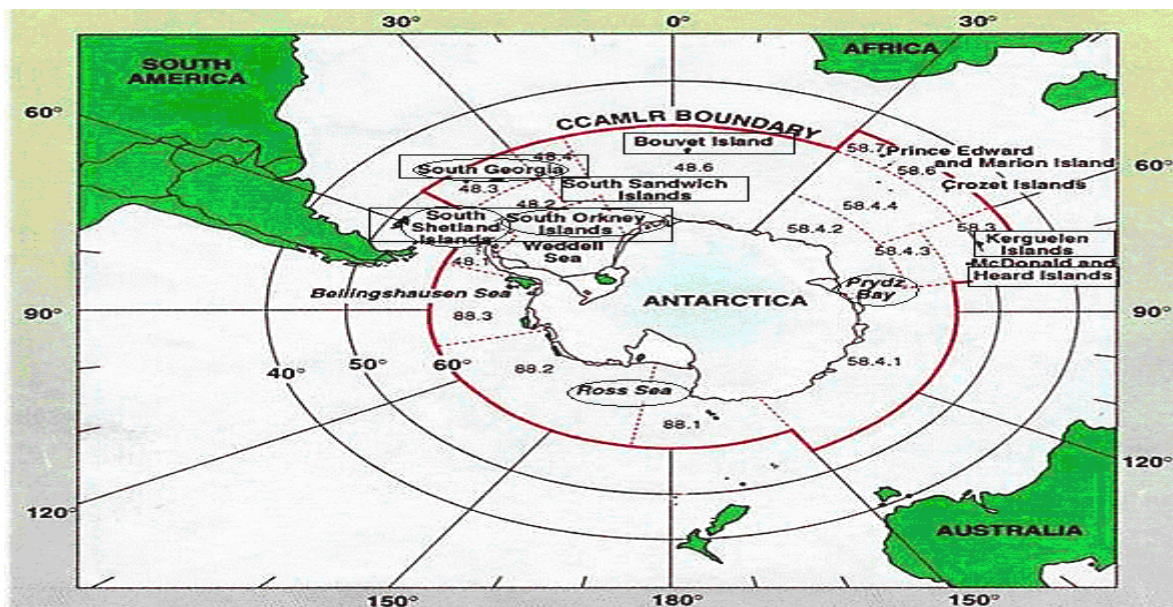 30°
0°
30°
SOUTH
AMERICA
AFRICA
60°
CCAMLR BOUNDARY
Bouvet Island
58.7
Prince Edward
and Marion Island
60°
48.4
48.6
58.6
South Georgia
Crozet Islands
48.3
48.2
South Sandwich
Islands
58.4.4
South
Shetland
Islands
South Orkney
Islands
58.4.2
58.4.3
58.3
Kerguelen
Islands
Weddell
Sea
McDonald and
Heard Islands
48.1
Bellingshausen Sea
ANTARCTICA
Prydz
Bay
90°
88.3
90°
40°
50°
60°
88.2
58.4.1
Ross Sea
88.1
120°
120°
AUSTRALIA
150°
180°
150°